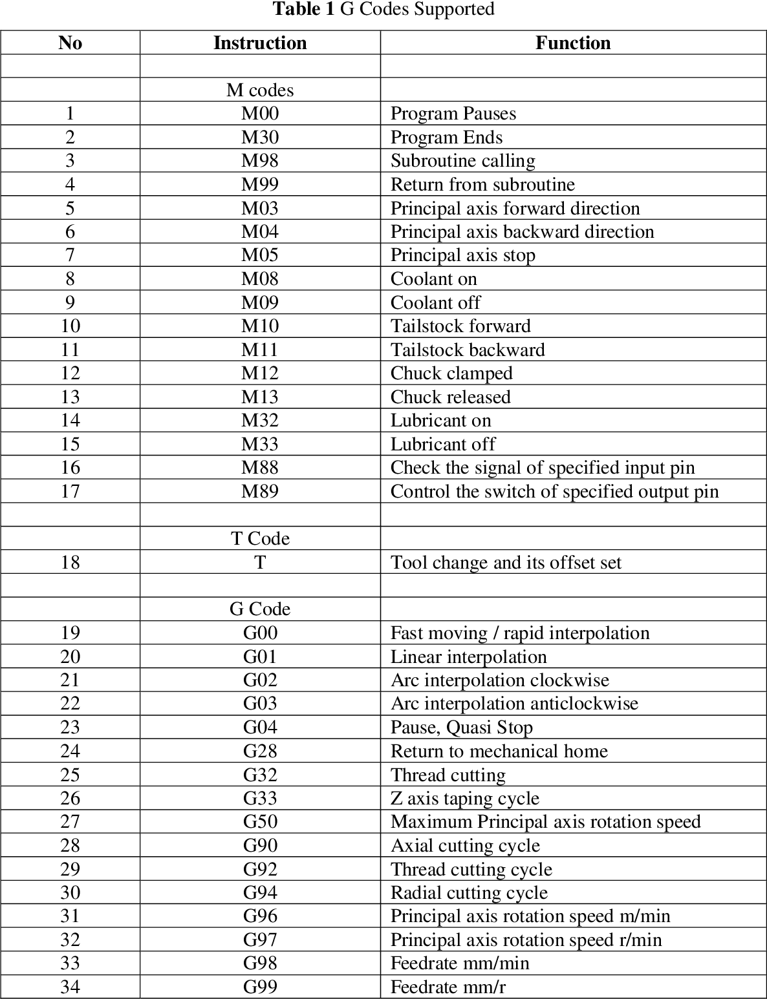 Table 1 G Codes Supported
No Instruction Function
M codes
1 M00 Program Pauses
2 M30 Program Ends
3 M98 Subroutine calling
4 M99 Return from subroutine
5 M03 Principal axis forward direction
6 M04 Principal axis backward direction
7 M05 Principal axis stop
8 M08 Coolant on
9 M09 Coolant off
10 M10 Tailstock forward
11 M11 Tailstock backward
12 M12 Chuck clamped
13 M13 Chuck released
14 M32 Lubricant on
15 M33 Lubricant off
16 M88 Check the signal of specified input pin
17 M89 Control the switch of specified output pin
T Code
18 T Tool change and its offset set
G Code
19 G00 Fast moving / rapid interpolation
20 G01 Linear interpolation
21 G02 Arc interpolation clockwise
22 G03 Arc interpolation anticlockwise
23 G04 Pause, Quasi Stop
24 G28 Return to mechanical home
25 G32 Thread cutting
26 G33 Z axis taping cycle
27 G50 Maximum Principal axis rotation speed
28 G90 Axial cutting cycle
29 G92 Thread cutting cycle
30 G94 Radial cutting cycle
31 G96 Principal axis rotation speed m/min
32 G97 Principal axis rotation speed r/min
33 G98 Feedrate mm/min
34 G99 Feedrate mm/r